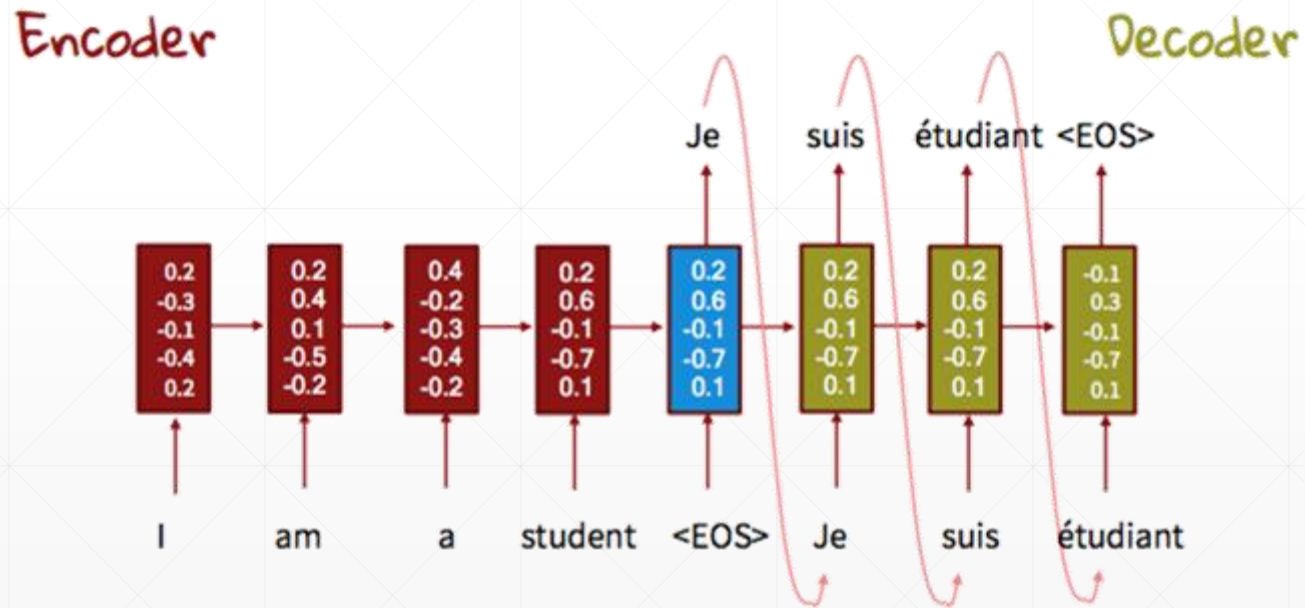 Encoder
Decoder
Je suis étudiant <EOS>
0.2 0.2 0.4 0.2 0.2 0.2 0.2 -0.1
-0.3 0.4 -0.2 0.6 0.6 0.6 0.6 0.3
-0.1 0.1 -0.3 -0.1 -0.1 -0.1 -0.1 -0.1
-0.4 -0.5 -0.4 -0.7 -0.7 -0.7 -0.7 -0.7
0.2 -0.2 -0.2 0.1 0.1 0.1 0.1 0.1
I am a student <EOS> Je suis étudiant